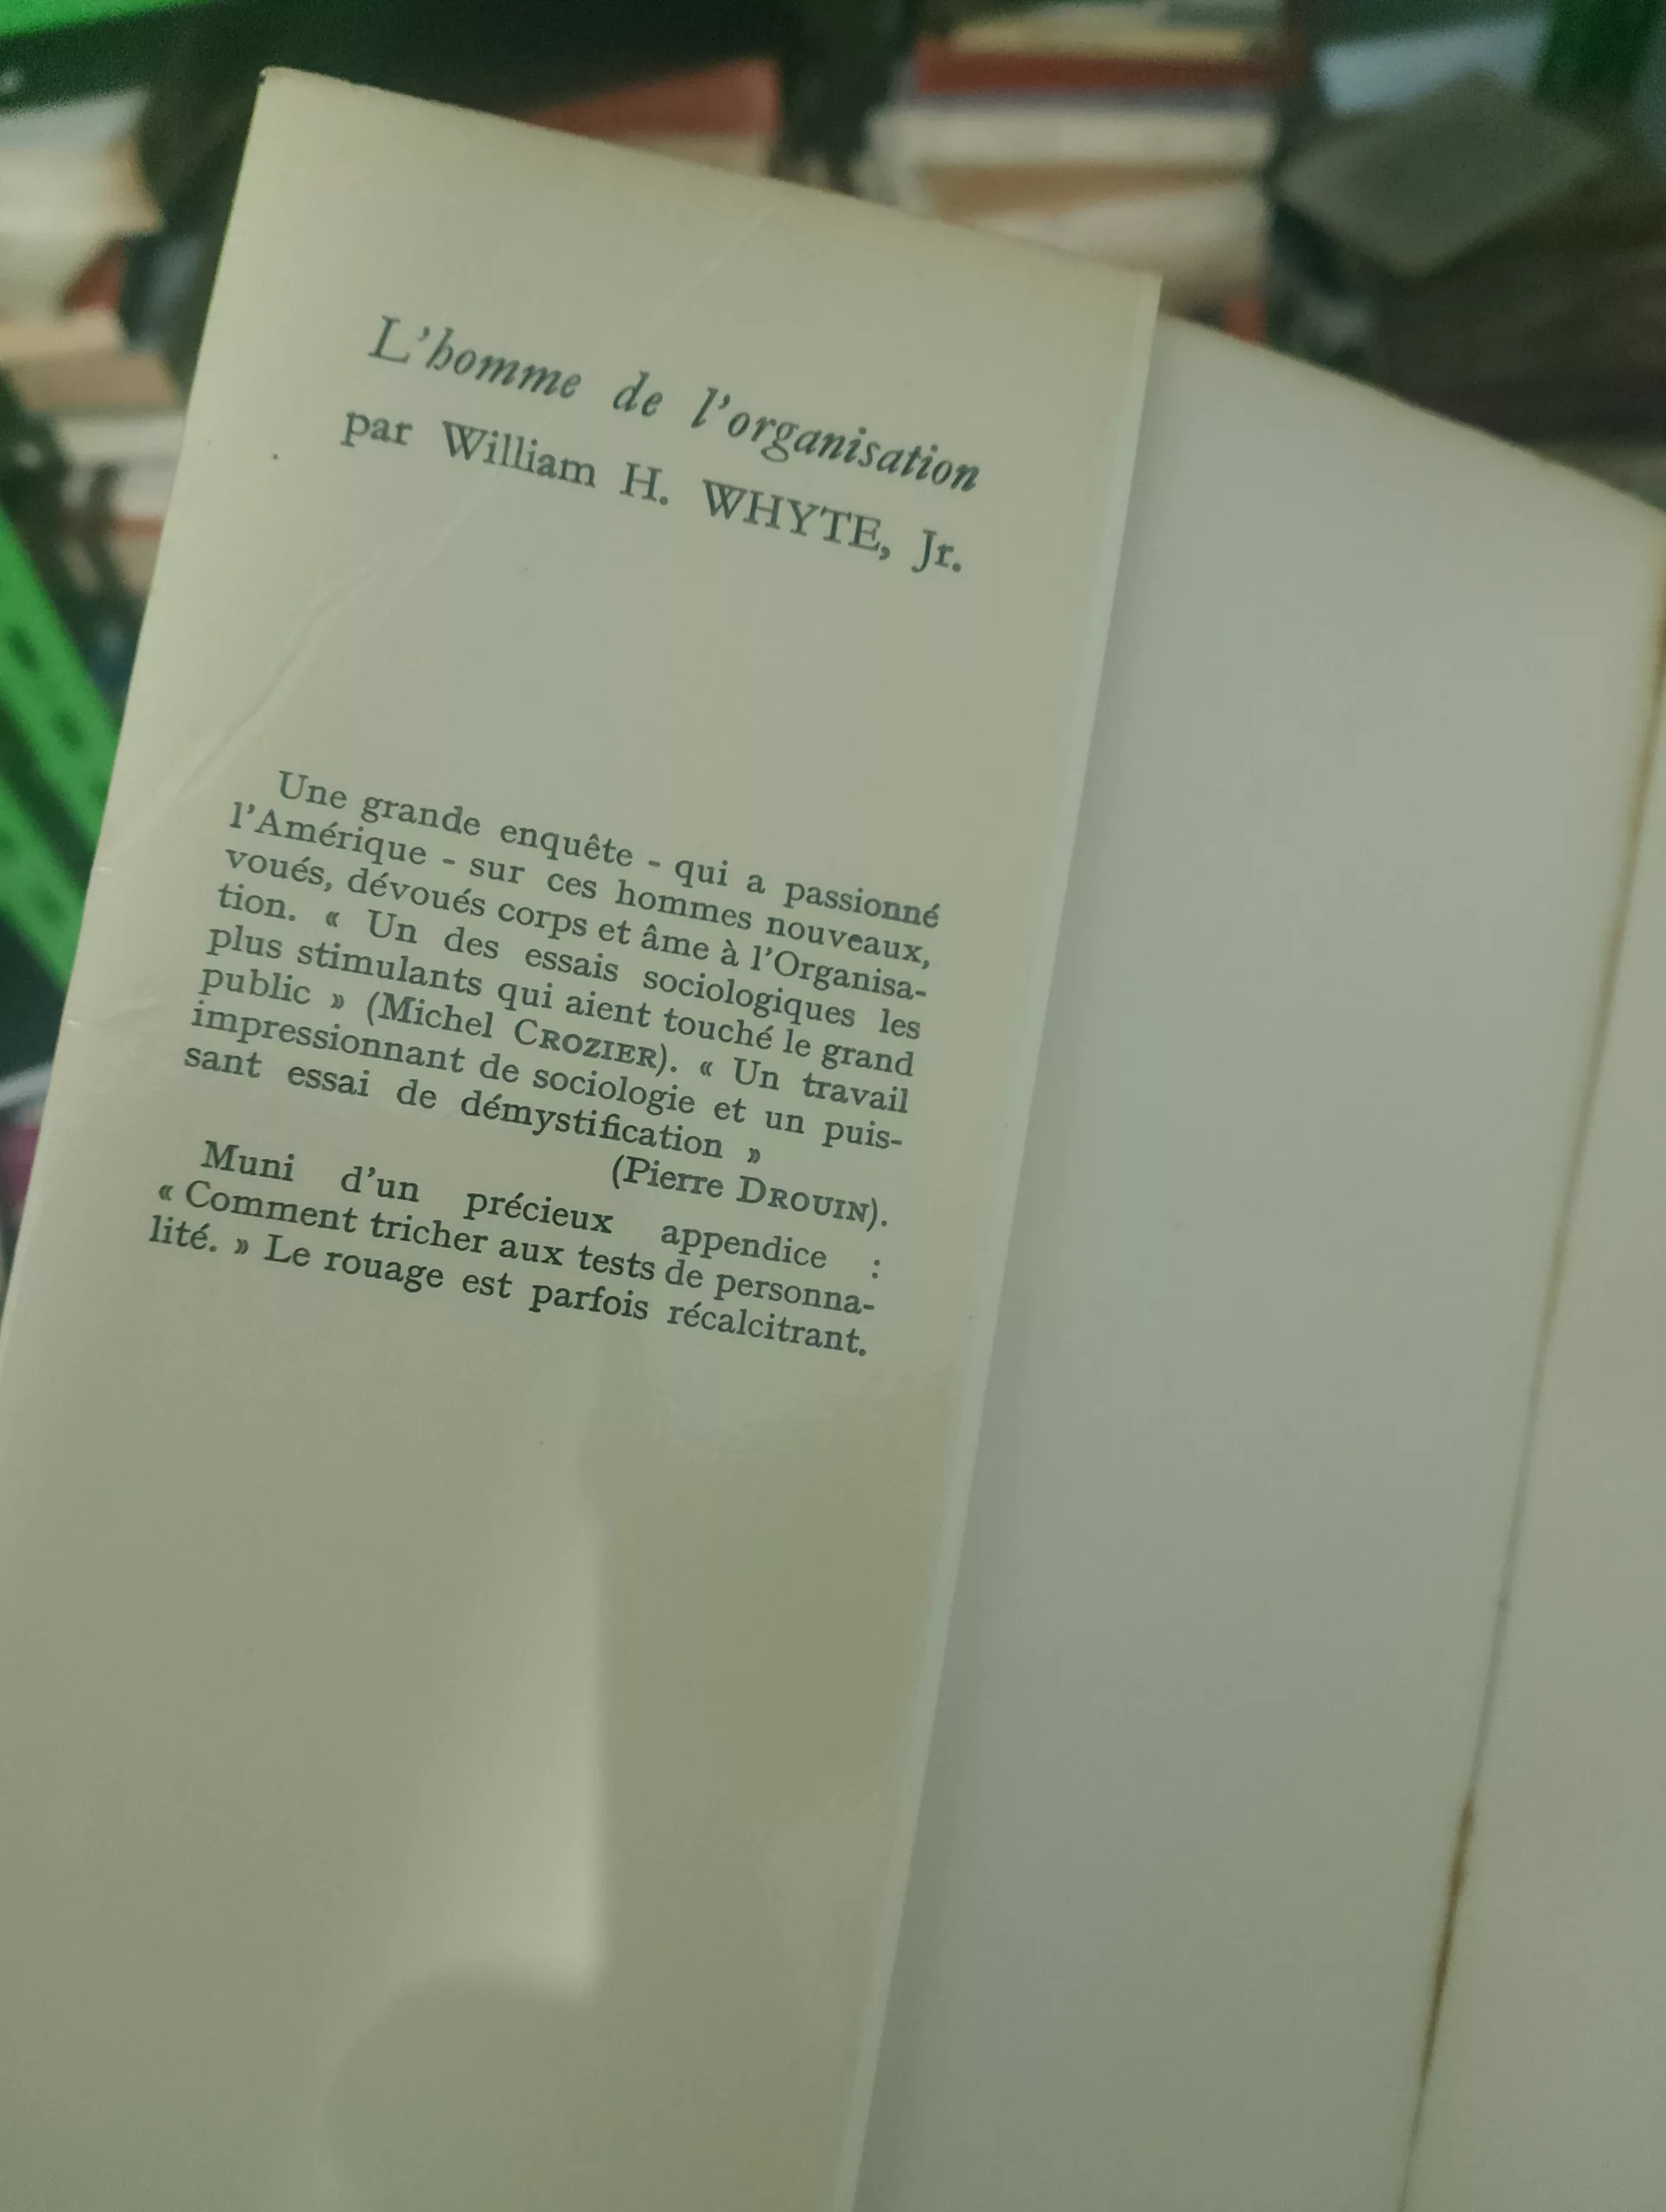 L'homme de l'organisation
par William H. WHYTE, Jr.
Une grande enquête - qui a passionné
l'Amérique - sur ces hommes nouveaux,
voués, dévoués corps et âme à l'Organisa-
tion. « Un des essais sociologiques les
plus stimulants qui aient touché le grand
public » (Michel CROZIER). « Un travail
impressionnant de sociologie et un puis-
sant essai de démystification »
(Pierre DROUIN).
Muni d'un précieux appendice :
« Comment tricher aux tests de personna-
lité. » Le rouage est parfois récalcitrant.